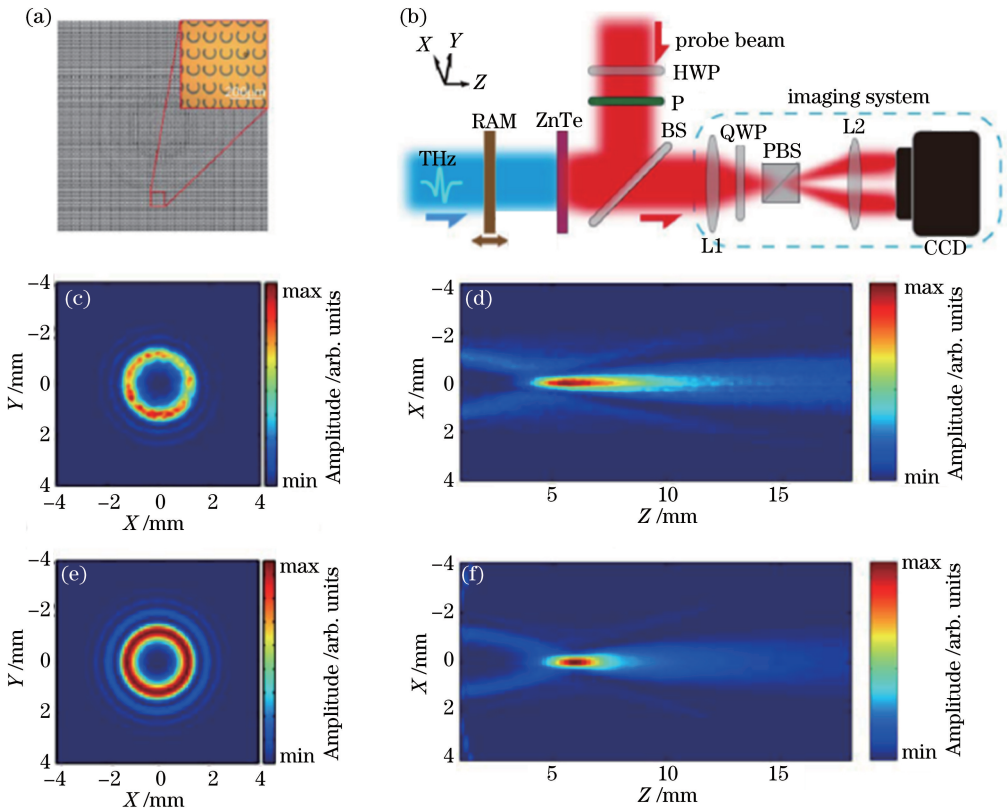 (a)
(b)
X
Y
Z
probe beam
HWP
P
imaging system
RAM
ZnTe
BS
QWP
L2
PBS
THz
L1
CCD
(c)
−4
−2
0
2
4
Y /mm
−4
−2
0
2
4
X /mm
max
min
Amplitude /arb. units
(d)
−4
−2
0
2
4
X /mm
5
10
15
Z /mm
max
min
Amplitude /arb. units
(e)
−4
−2
0
2
4
Y /mm
−4
−2
0
2
4
X /mm
max
min
Amplitude /arb. units
(f)
−4
−2
0
2
4
X /mm
5
10
15
Z /mm
max
min
Amplitude /arb. units